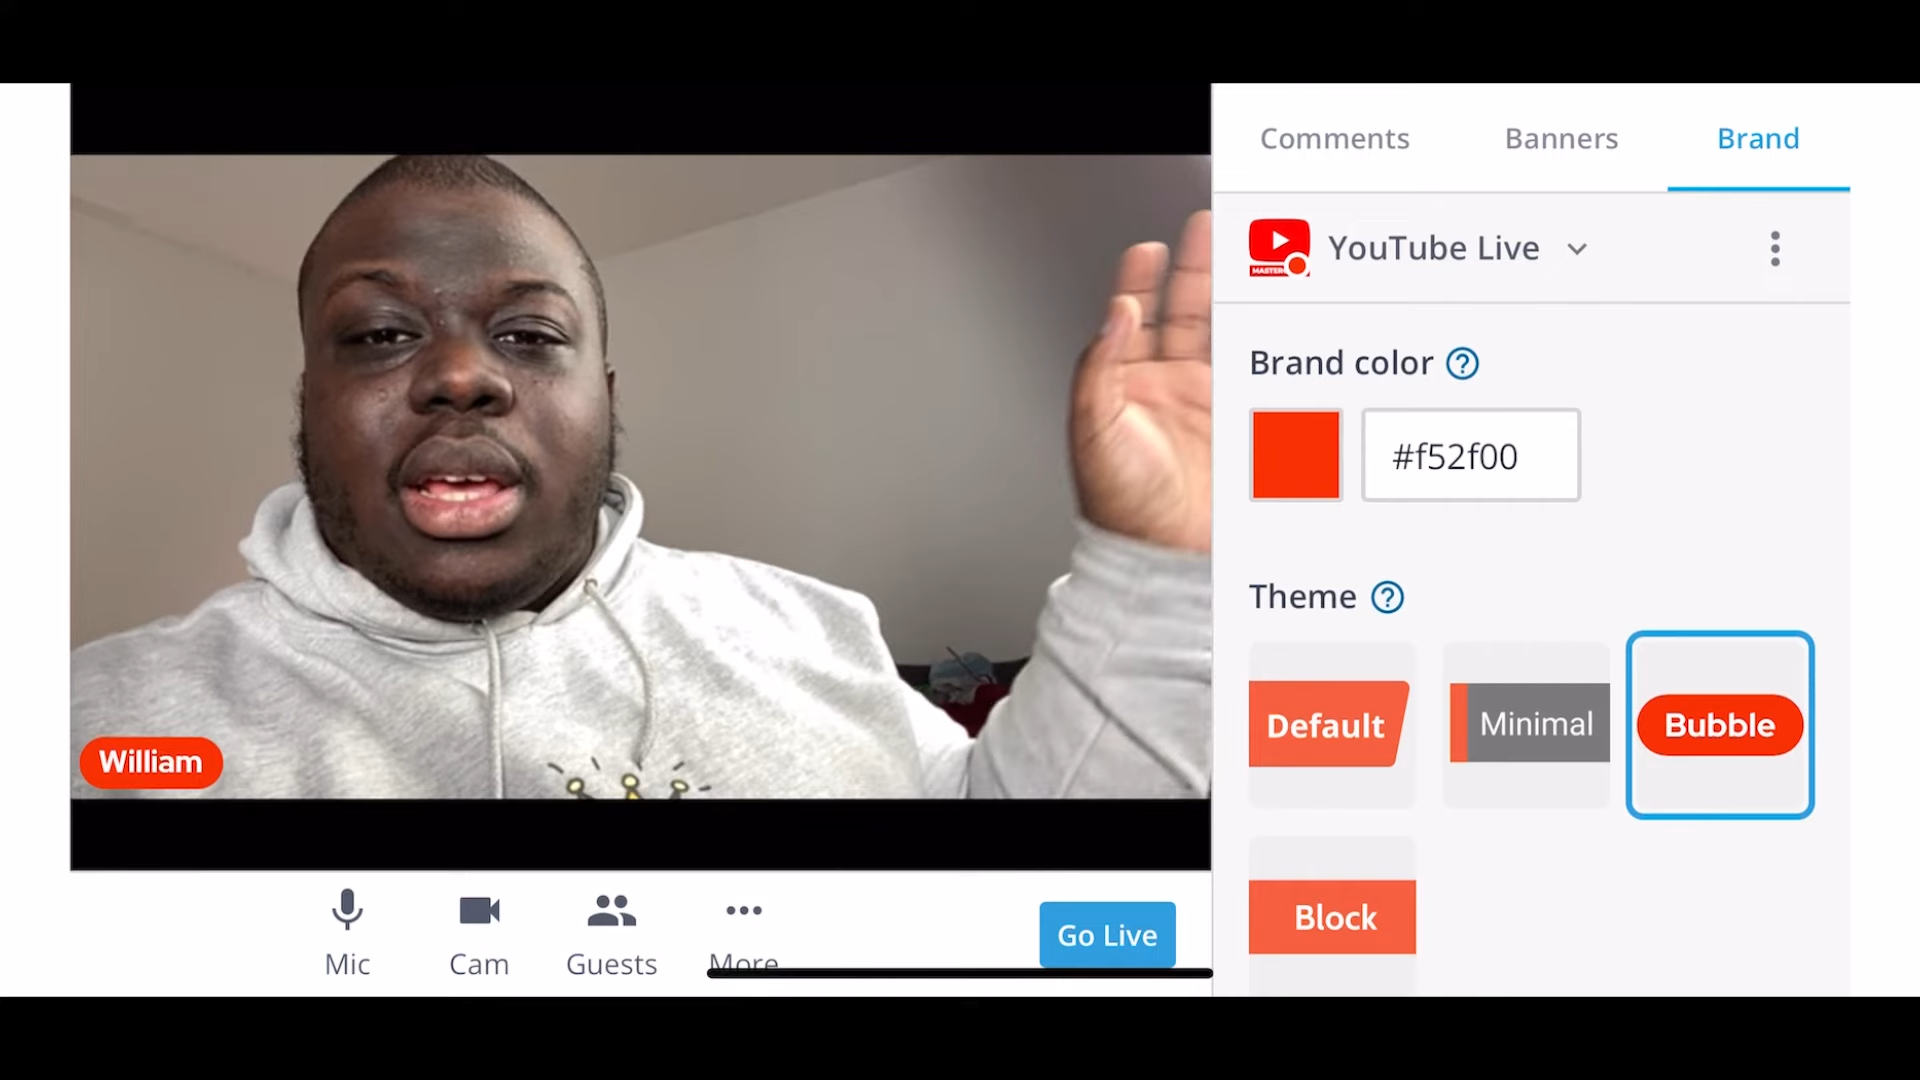 Comments Banners Brand
MASTER
YouTube Live
Brand color ?
#f52f00
Theme ?
Default Minimal Bubble
Block
William
Mic Cam Guests More
Go Live